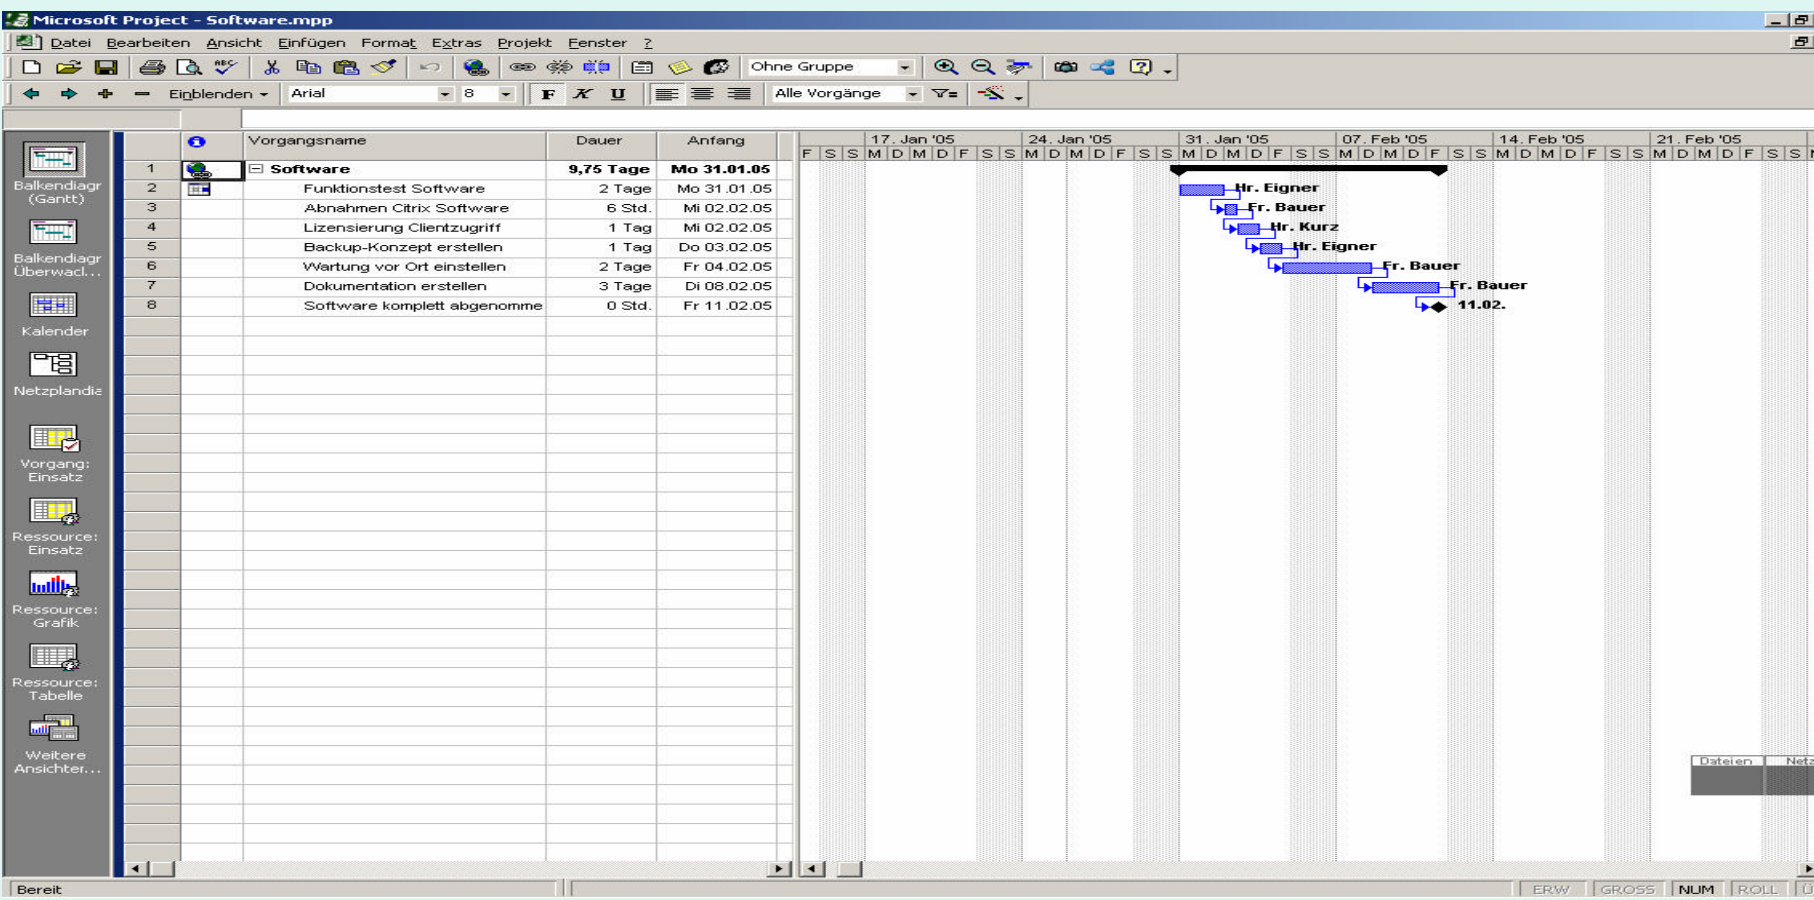 Microsoft Project - Software.mpp
Datei Bearbeiten Ansicht Einfügen Format Extras Projekt Fenster ?
ABC Ohne Gruppe
Einblenden Arial 8 F K U Alle Vorgänge
Vorgangsname Dauer Anfang 17. Jan '05 24. Jan '05 31. Jan '05 07. Feb '05 14. Feb '05 21. Feb '05
F S S M D M D F S S M D M D F S S M D M D F S S M D M D F S S M D M D F S S M D M D F S S
1 Software 9,75 Tage Mo 31.01.05
2 Funktionstest Software 2 Tage Mo 31.01.05 Hr. Eigner
3 Abnahmen Citrix Software 6 Std. Mi 02.02.05 Fr. Bauer
4 Lizensierung Clientzugriff 1 Tag Mi 02.02.05 Hr. Kurz
5 Backup-Konzept erstellen 1 Tag Do 03.02.05 Hr. Eigner
6 Wartung vor Ort einstellen 2 Tage Fr 04.02.05 Fr. Bauer
7 Dokumentation erstellen 3 Tage Di 08.02.05 Fr. Bauer
8 Software komplett abgenomme 0 Std. Fr 11.02.05 11.02.
Balkendiagr
(Gantt)
Balkendiagr
Überwacl...
Kalender
Netzplandia
Vorgang:
Einsatz
Ressource:
Einsatz
Ressource:
Grafik
Ressource:
Tabelle
Weitere
Ansichter...
Dateien Netz
Bereit ERW GROSS NUM ROLL Ü